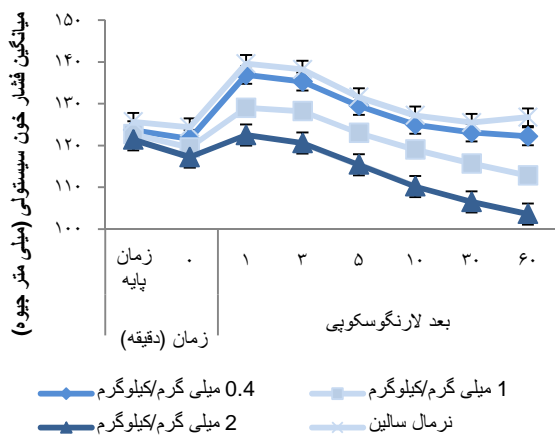 میانگین فشار خون سیستولی (میلی متر جیوه)
۱۵۰
۱۴۰
۱۳۰
۱۲۰
۱۱۰
۱۰۰
زمان پایه
۰
۱
۳
۵
۱۰
۳۰
۶۰
زمان (دقیقه)
بعد لارنگوسکوپی
0.4 میلی گرم/کیلوگرم
1 میلی گرم/کیلوگرم
2 میلی گرم/کیلوگرم
نرمال سالین